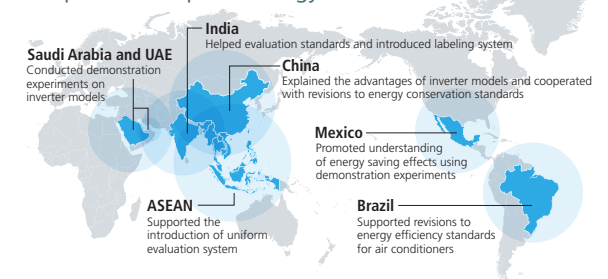 India
Helped evaluation standards and introduced labeling system
Saudi Arabia and UAE
Conducted demonstration
experiments on
inverter models
China
Explained the advantages of inverter models and cooperated
with revisions to energy conservation standards
Mexico
Promoted understanding
of energy saving effects using
demonstration experiments
ASEAN
Supported the
introduction of uniform
evaluation system
Brazil
Supported revisions to
energy efficiency standards
for air conditioners